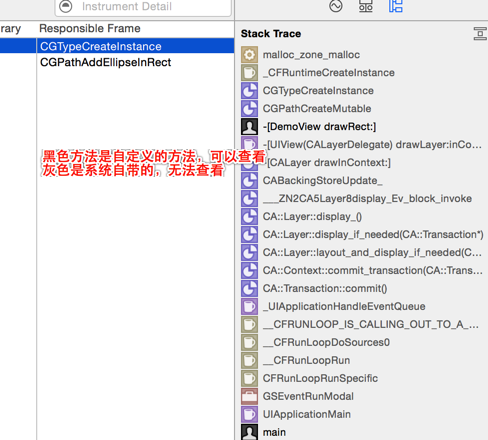 Instrument Detail
rary
Responsible Frame
CGTypeCreateInstance
CGPathAddEllipseInRect
黑色方法是自定义的方法，可以查看
灰色是系统自带的，无法查看
Stack Trace
malloc_zone_malloc
_CFRuntimeCreateInstance
CGTypeCreateInstance
CGPathCreateMutable
-[DemoView drawRect:]
-[UIView(CALayerDelegate) drawLayer:inCo...
-[CALayer drawInContext:]
CABackingStoreUpdate_
___ZN2CA5Layer8display_Ev_block_invoke
CA::Layer::display_()
CA::Layer::display_if_needed(CA::Transaction*)
CA::Layer::layout_and_display_if_needed(C...
CA::Context::commit_transaction(CA::Trans...
CA::Transaction::commit()
_UIApplicationHandleEventQueue
__CFRUNLOOP_IS_CALLING_OUT_TO_A_...
__CFRunLoopDoSources0
__CFRunLoopRun
CFRunLoopRunSpecific
GSEventRunModal
UIApplicationMain
main